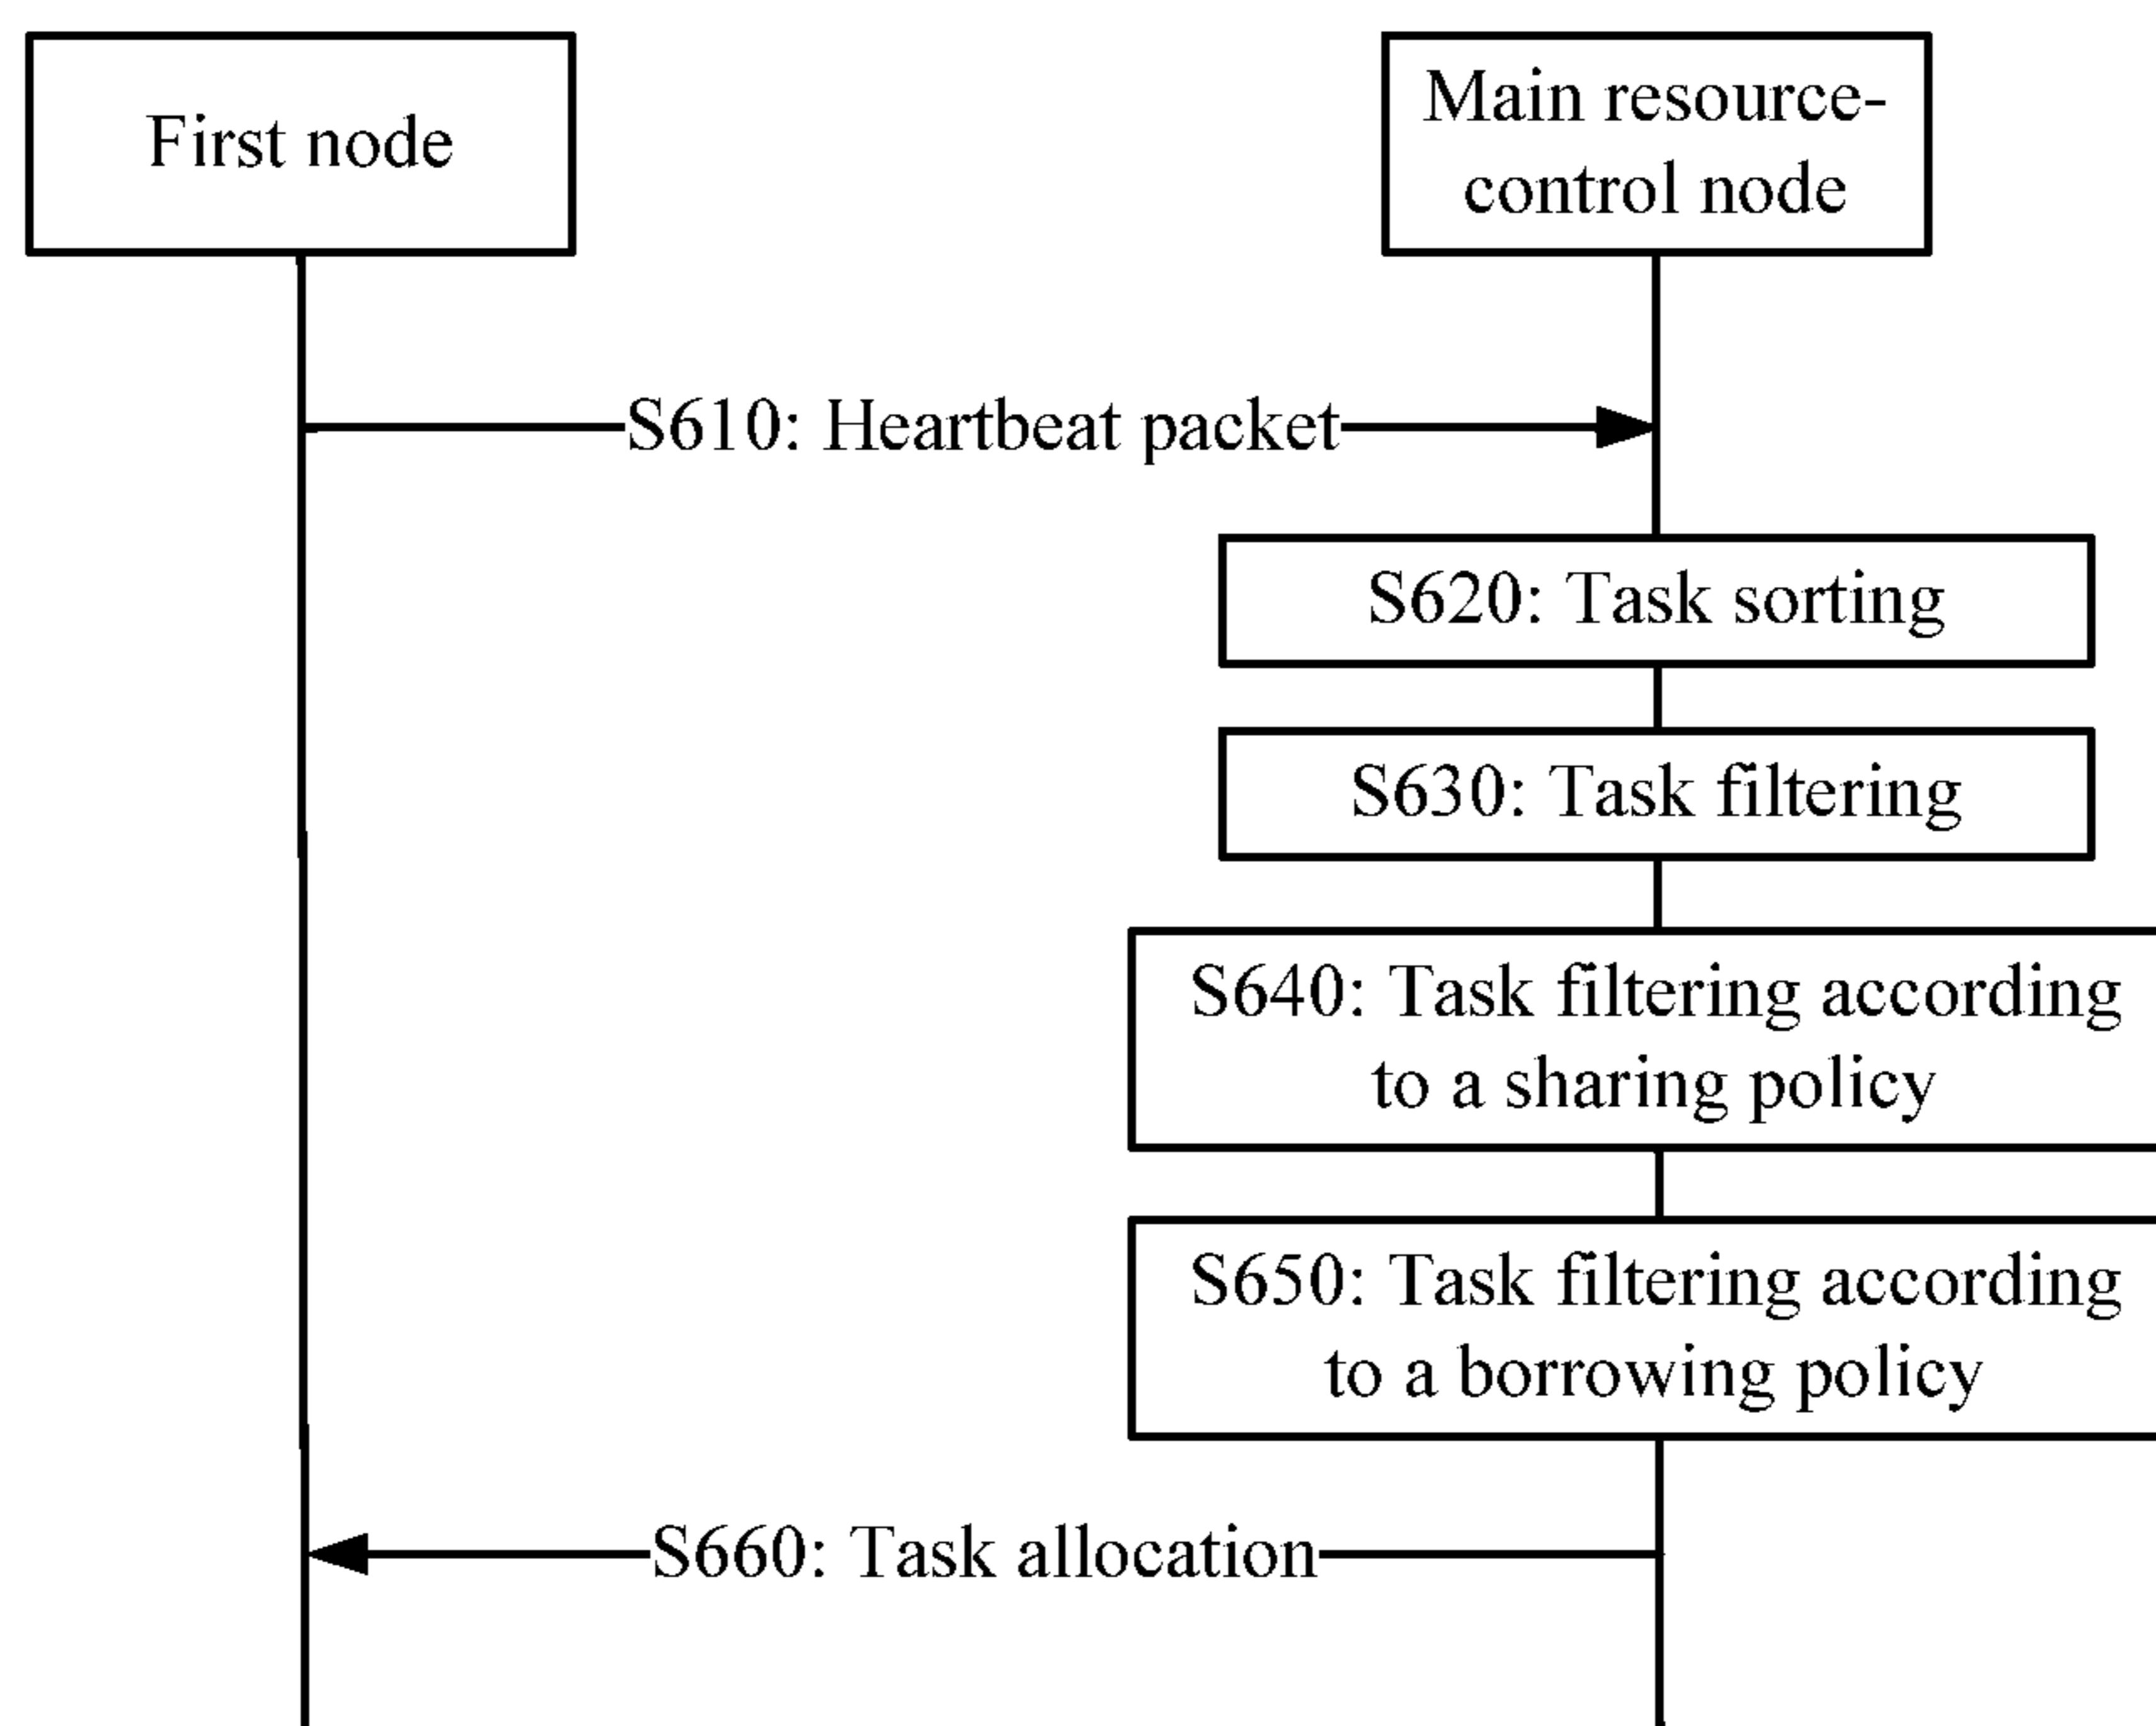 First node
Main resource-
control node
S610: Heartbeat packet
S620: Task sorting
S630: Task filtering
S640: Task filtering according
to a sharing policy
S650: Task filtering according
to a borrowing policy
S660: Task allocation